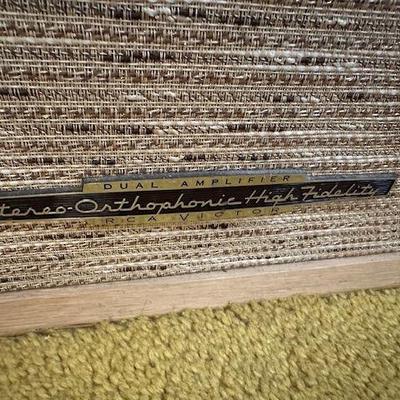 DUAL AMPLIFIER
Stereo-Orthophonic High Fidelity
RCA VICTOR